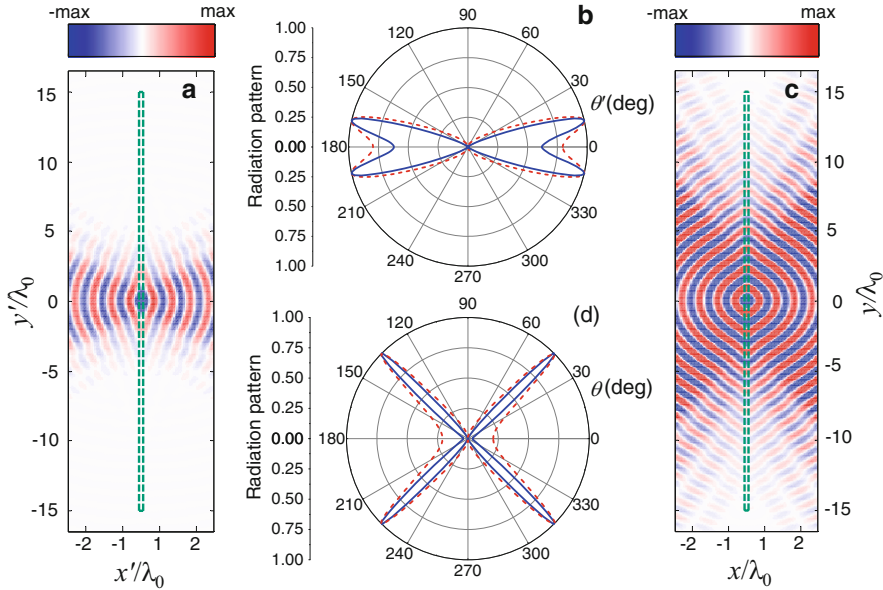 -max max
a
15
10
5
0
-5
-10
-15
y′/λ0
-2 -1 1 2
x′/λ0
b
Radiation pattern
1.00
0.75
0.50
0.25
0.00
0.25
0.50
0.75
1.00
90
120 60
150 30
θ′(deg)
180 0
210 330
240 300
270
(d)
Radiation pattern
1.00
0.75
0.50
0.25
0.00
0.25
0.50
0.75
1.00
90
120 60
150 30
θ(deg)
180 0
210 330
240 300
270
-max max
c
15
10
5
0
-5
-10
-15
y/λ0
-2 -1 1 2
x/λ0